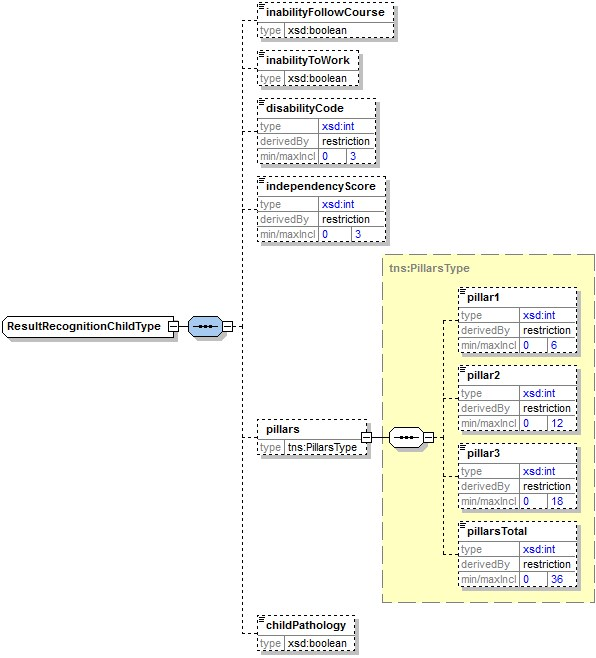 inabilityFollowCourse
type xsd:boolean
inabilityToWork
type xsd:boolean
disabilityCode
type xsd:int
derivedBy restriction
min/maxIncl 0 3
independencyScore
type xsd:int
derivedBy restriction
min/maxIncl 0 3
ResultRecognitionChildType
pillars
type tns:PillarsType
tns:PillarsType
pillar1
type xsd:int
derivedBy restriction
min/maxIncl 0 6
pillar2
type xsd:int
derivedBy restriction
min/maxIncl 0 12
pillar3
type xsd:int
derivedBy restriction
min/maxIncl 0 18
pillarsTotal
type xsd:int
derivedBy restriction
min/maxIncl 0 36
childPathology
type xsd:boolean